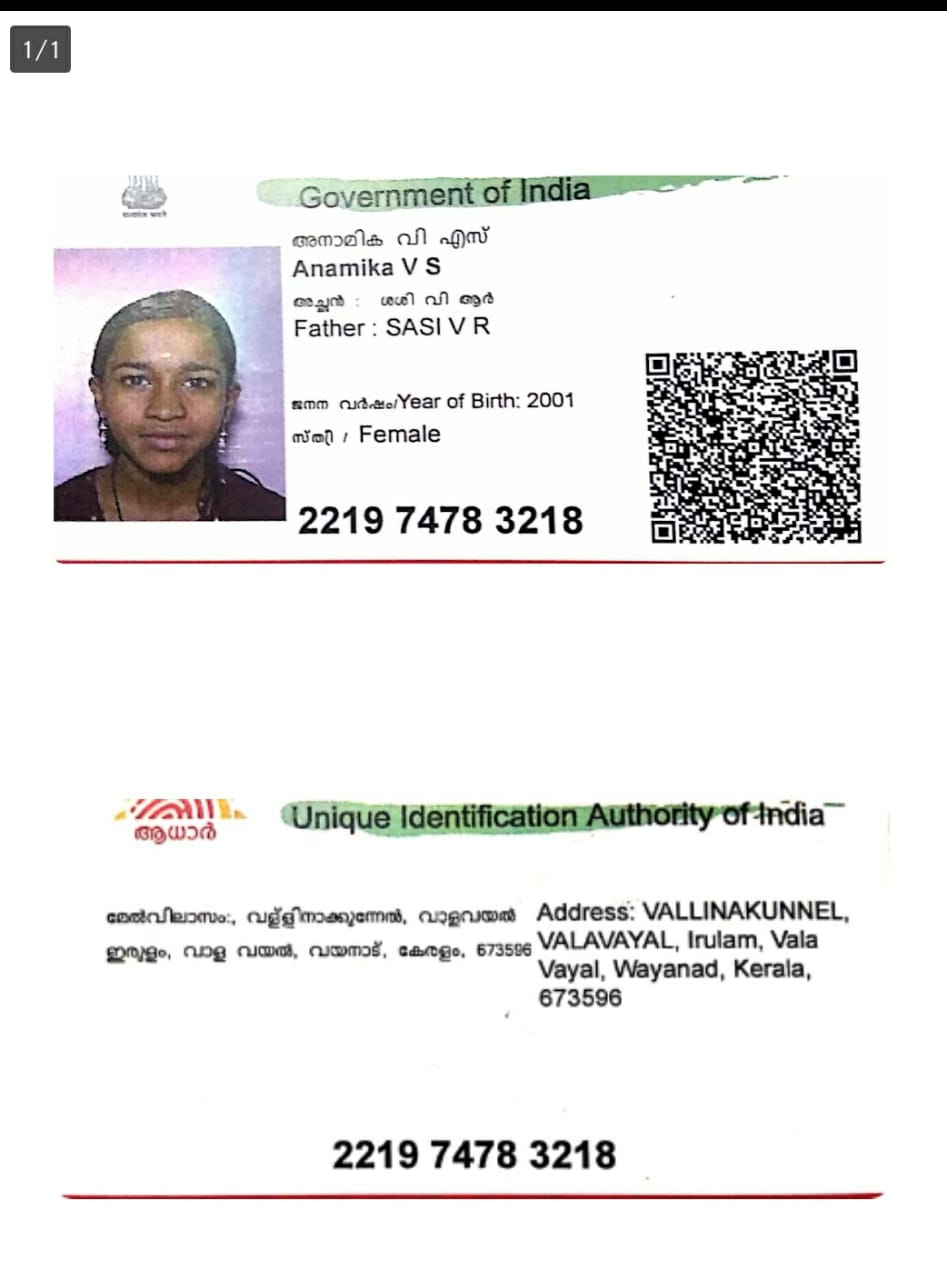 1/1
Government of India
അനാമിക വി എസ്
Anamika V S
അച്ഛൻ : ശശി വി ആർ
Father : SASI V R
ജനന വർഷം/Year of Birth: 2001
സ്ത്രീ / Female
2219 7478 3218
ആധാർ
Unique Identification Authority of India
മേൽവിലാസം:, വള്ളിനാക്കുന്നേൽ, വാളവയൽ
ഇരുളം, വാള വയൽ, വയനാട്, കേരളം, 673596
Address: VALLINAKUNNEL,
VALAVAYAL, Irulam, Vala
Vayal, Wayanad, Kerala,
673596
2219 7478 3218